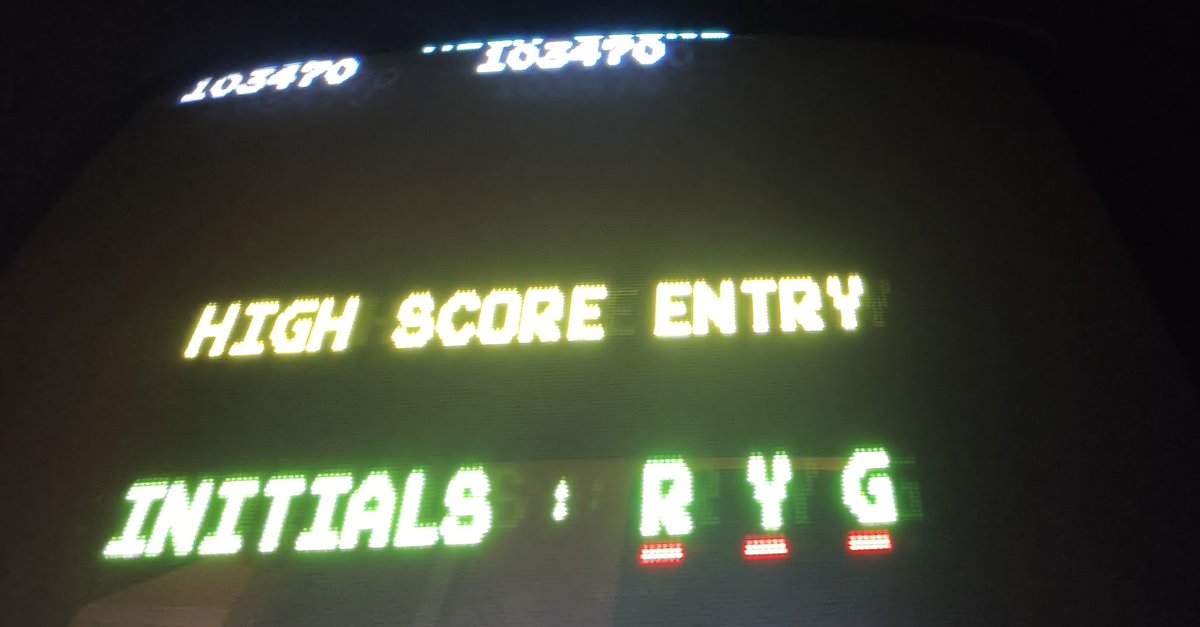 103470 103470
HIGH SCORE ENTRY
INITIALS : R Y G